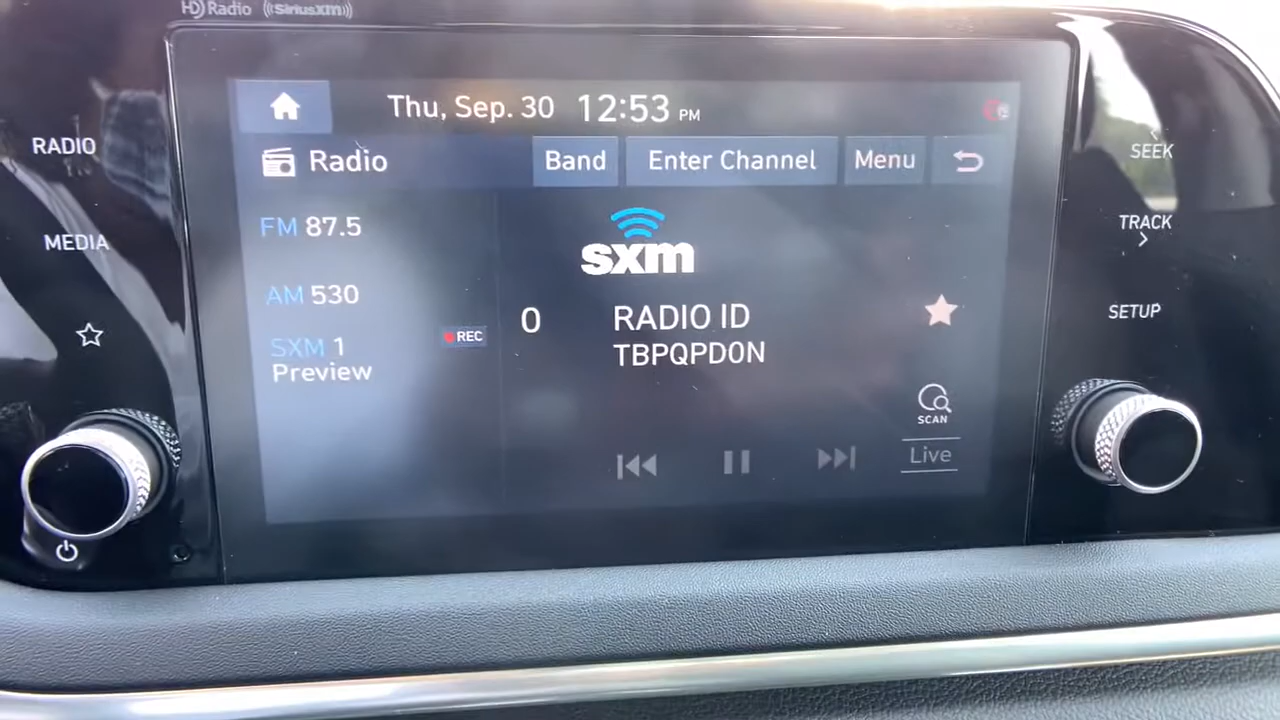 HD Radio ((SiriusXM))
Thu, Sep. 30 12:53 PM
Radio Band Enter Channel Menu
RADIO
MEDIA
FM 87.5
AM 530
SXM 1
Preview
REC
sxm
0 RADIO ID
TBPQPD0N
SCAN
Live
SEEK
TRACK
SETUP